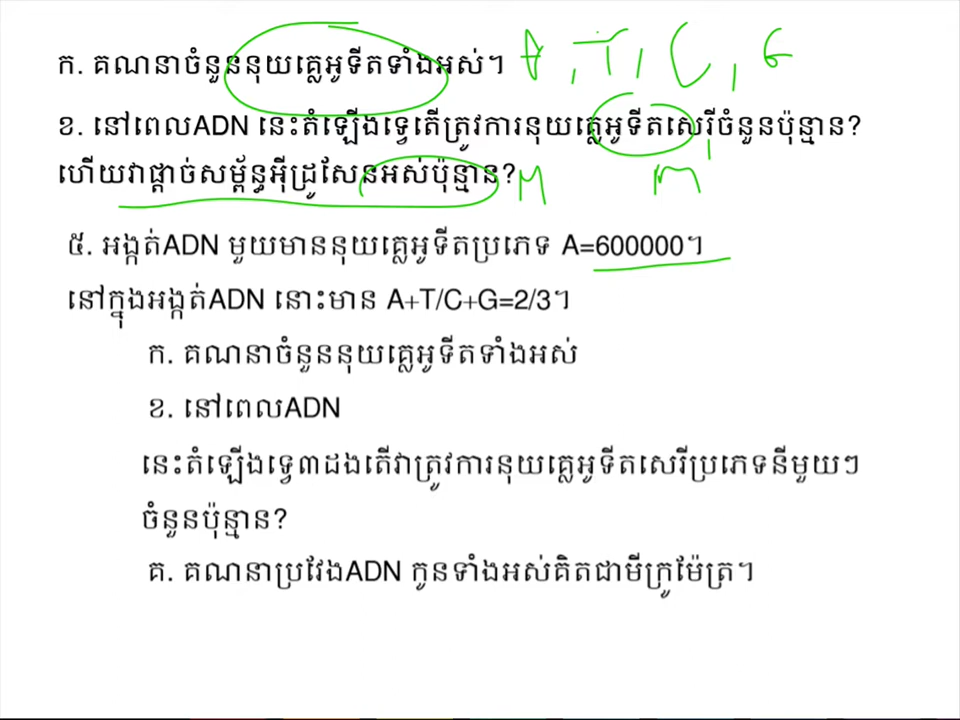 ក. គណនាចំនួននុយក្លេអូទីតទាំងអស់។ A, T, C, G
ខ. នៅពេលADN នេះតំឡើងទ្វេតើត្រូវការនុយក្លេអូទីតសេរីចំនួនប៉ុន្មាន?
ហើយវាផ្តាច់សម្ព័ន្ធអ៊ីដ្រូសែនអស់ប៉ុន្មាន? M m'
៥. អង្កត់ADN មួយមាននុយគ្លេអូទីតប្រភេទ A=600000។
នៅក្នុងអង្កត់ADN នោះមាន A+T/C+G=2/3។
ក. គណនាចំនួននុយគ្លេអូទីតទាំងអស់
ខ. នៅពេលADN
នេះតំឡើងទ្វេ៣ដងតើវាត្រូវការនុយគ្លេអូទីតសេរីប្រភេទនីមួយៗ
ចំនួនប៉ុន្មាន?
គ. គណនាប្រវែងADN កូនទាំងអស់គិតជាមីក្រូម៉ែត្រ។